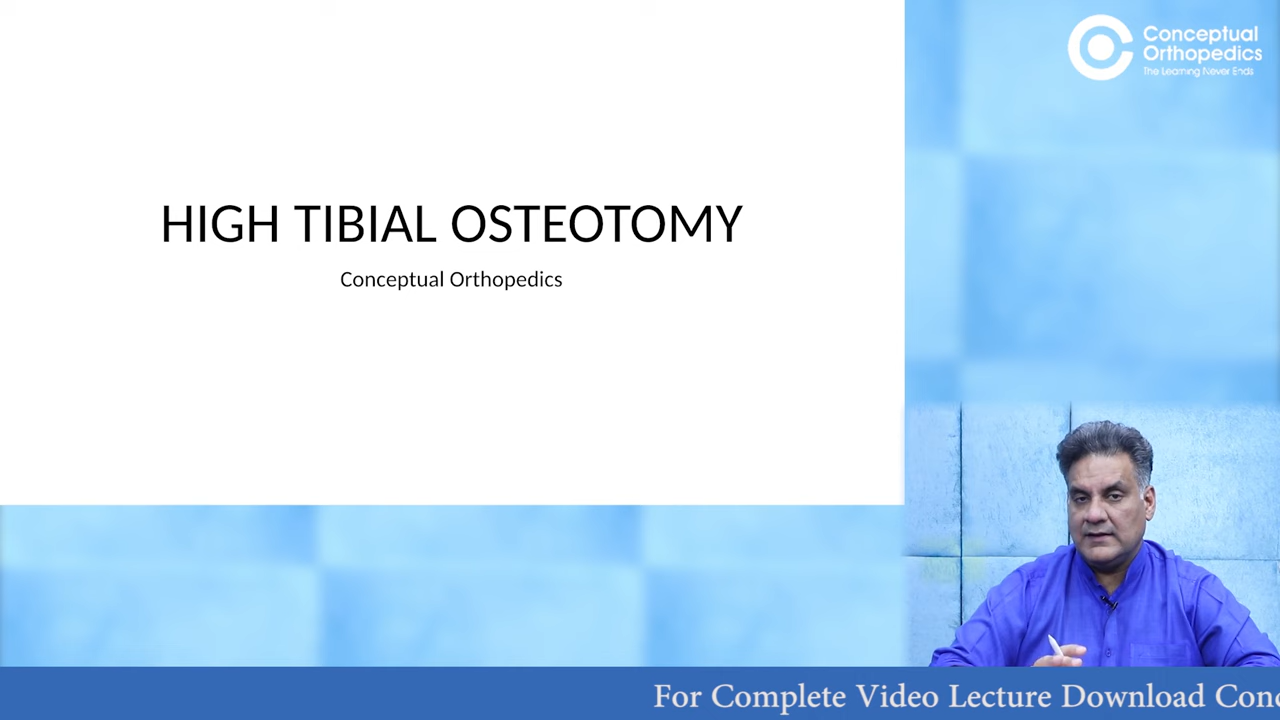 Conceptual
Orthopedics
The Learning Never Ends
HIGH TIBIAL OSTEOTOMY
Conceptual Orthopedics
For Complete Video Lecture Download